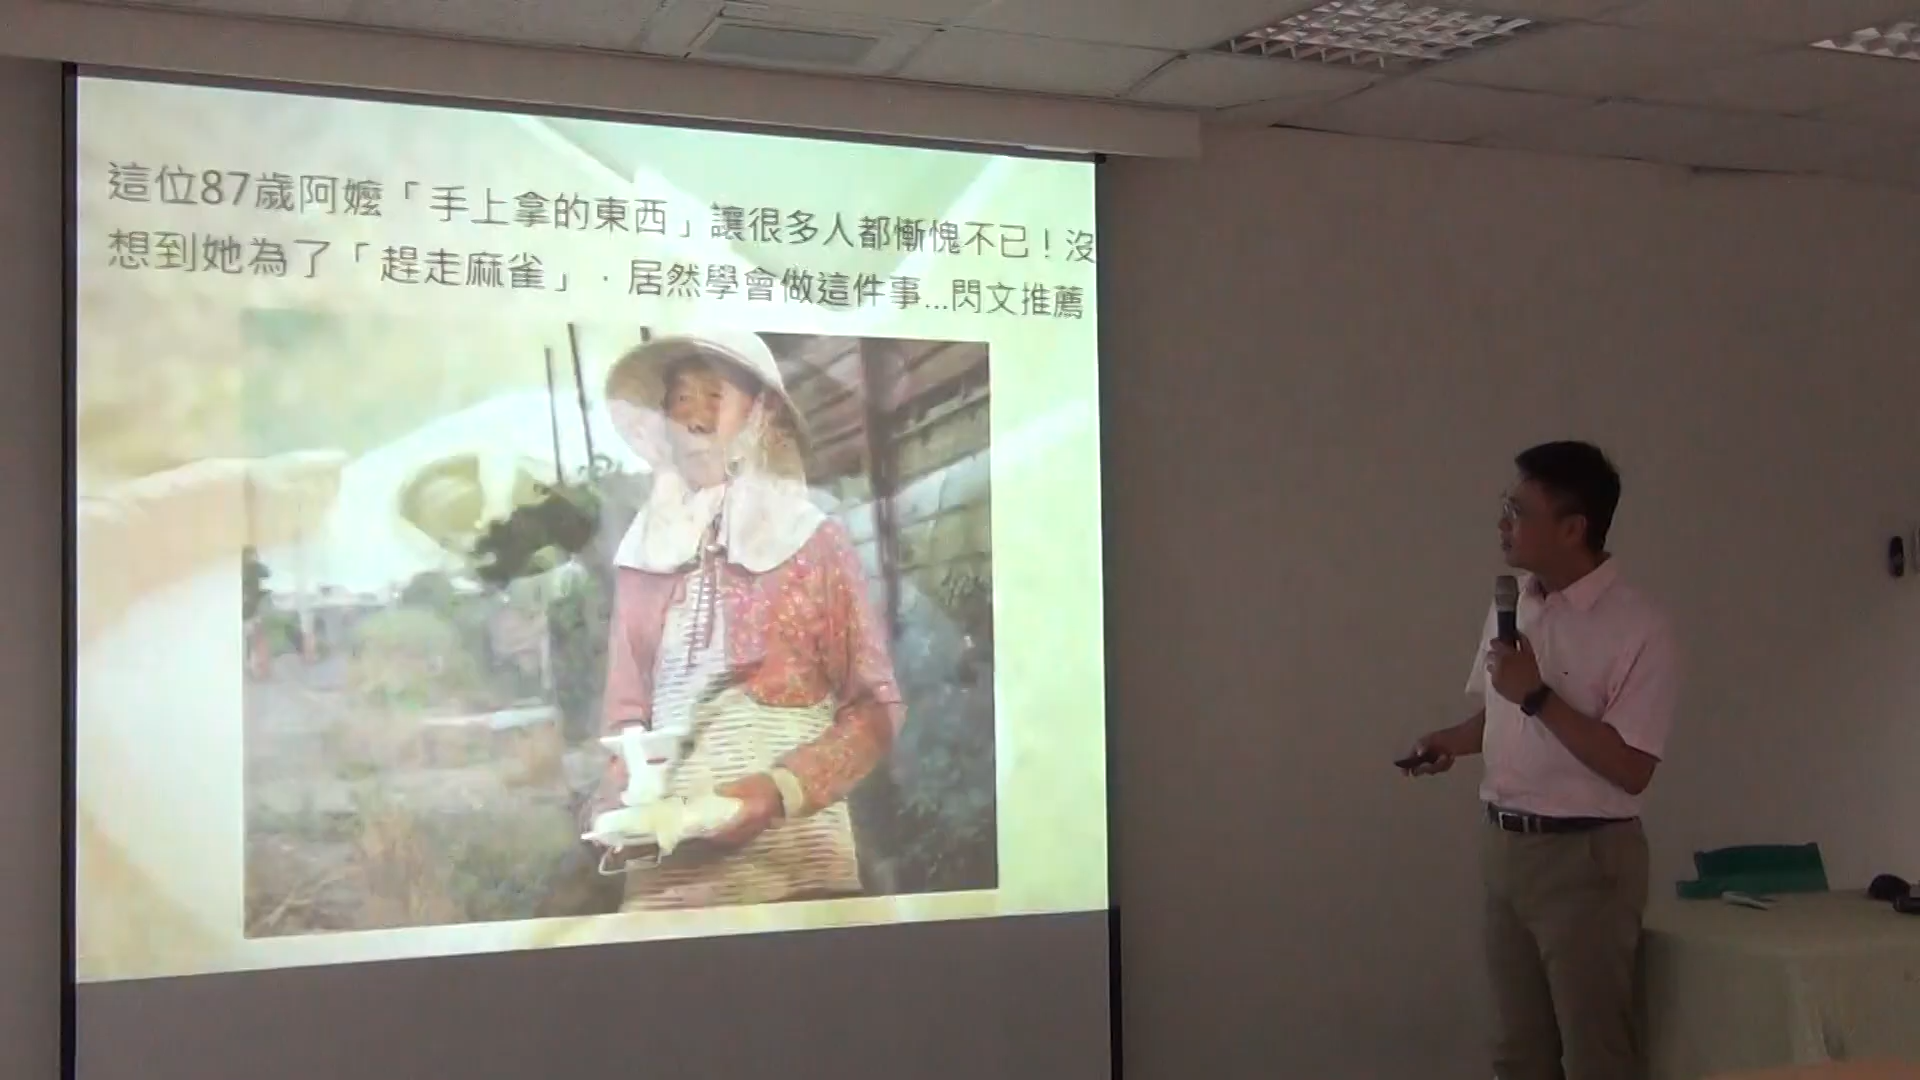 這位87歲阿嬤「手上拿的東西」讓很多人都慚愧不已！沒
想到她為了「趕走麻雀」，居然學會做這件事...閃文推薦